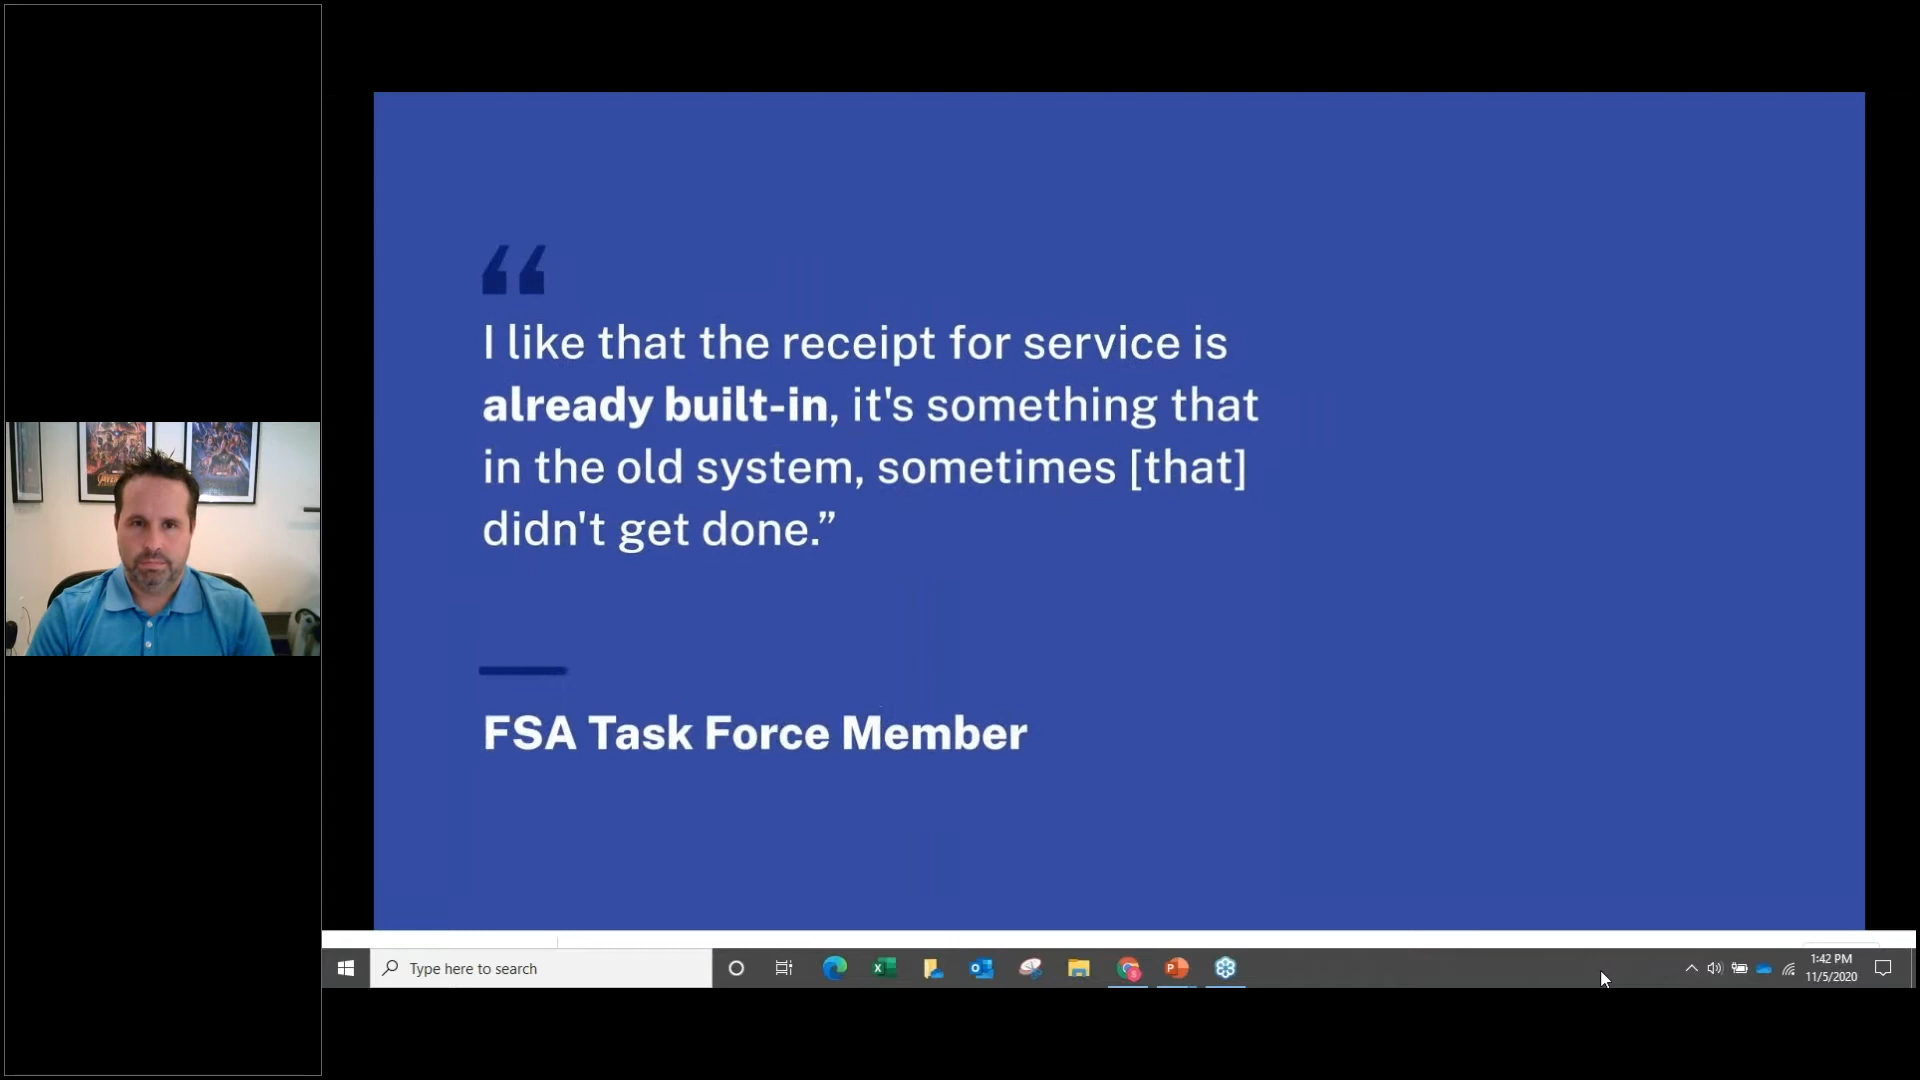 “
I like that the receipt for service is
already built-in, it's something that
in the old system, sometimes [that]
didn't get done.”
FSA Task Force Member
Type here to search
1:42 PM
11/5/2020